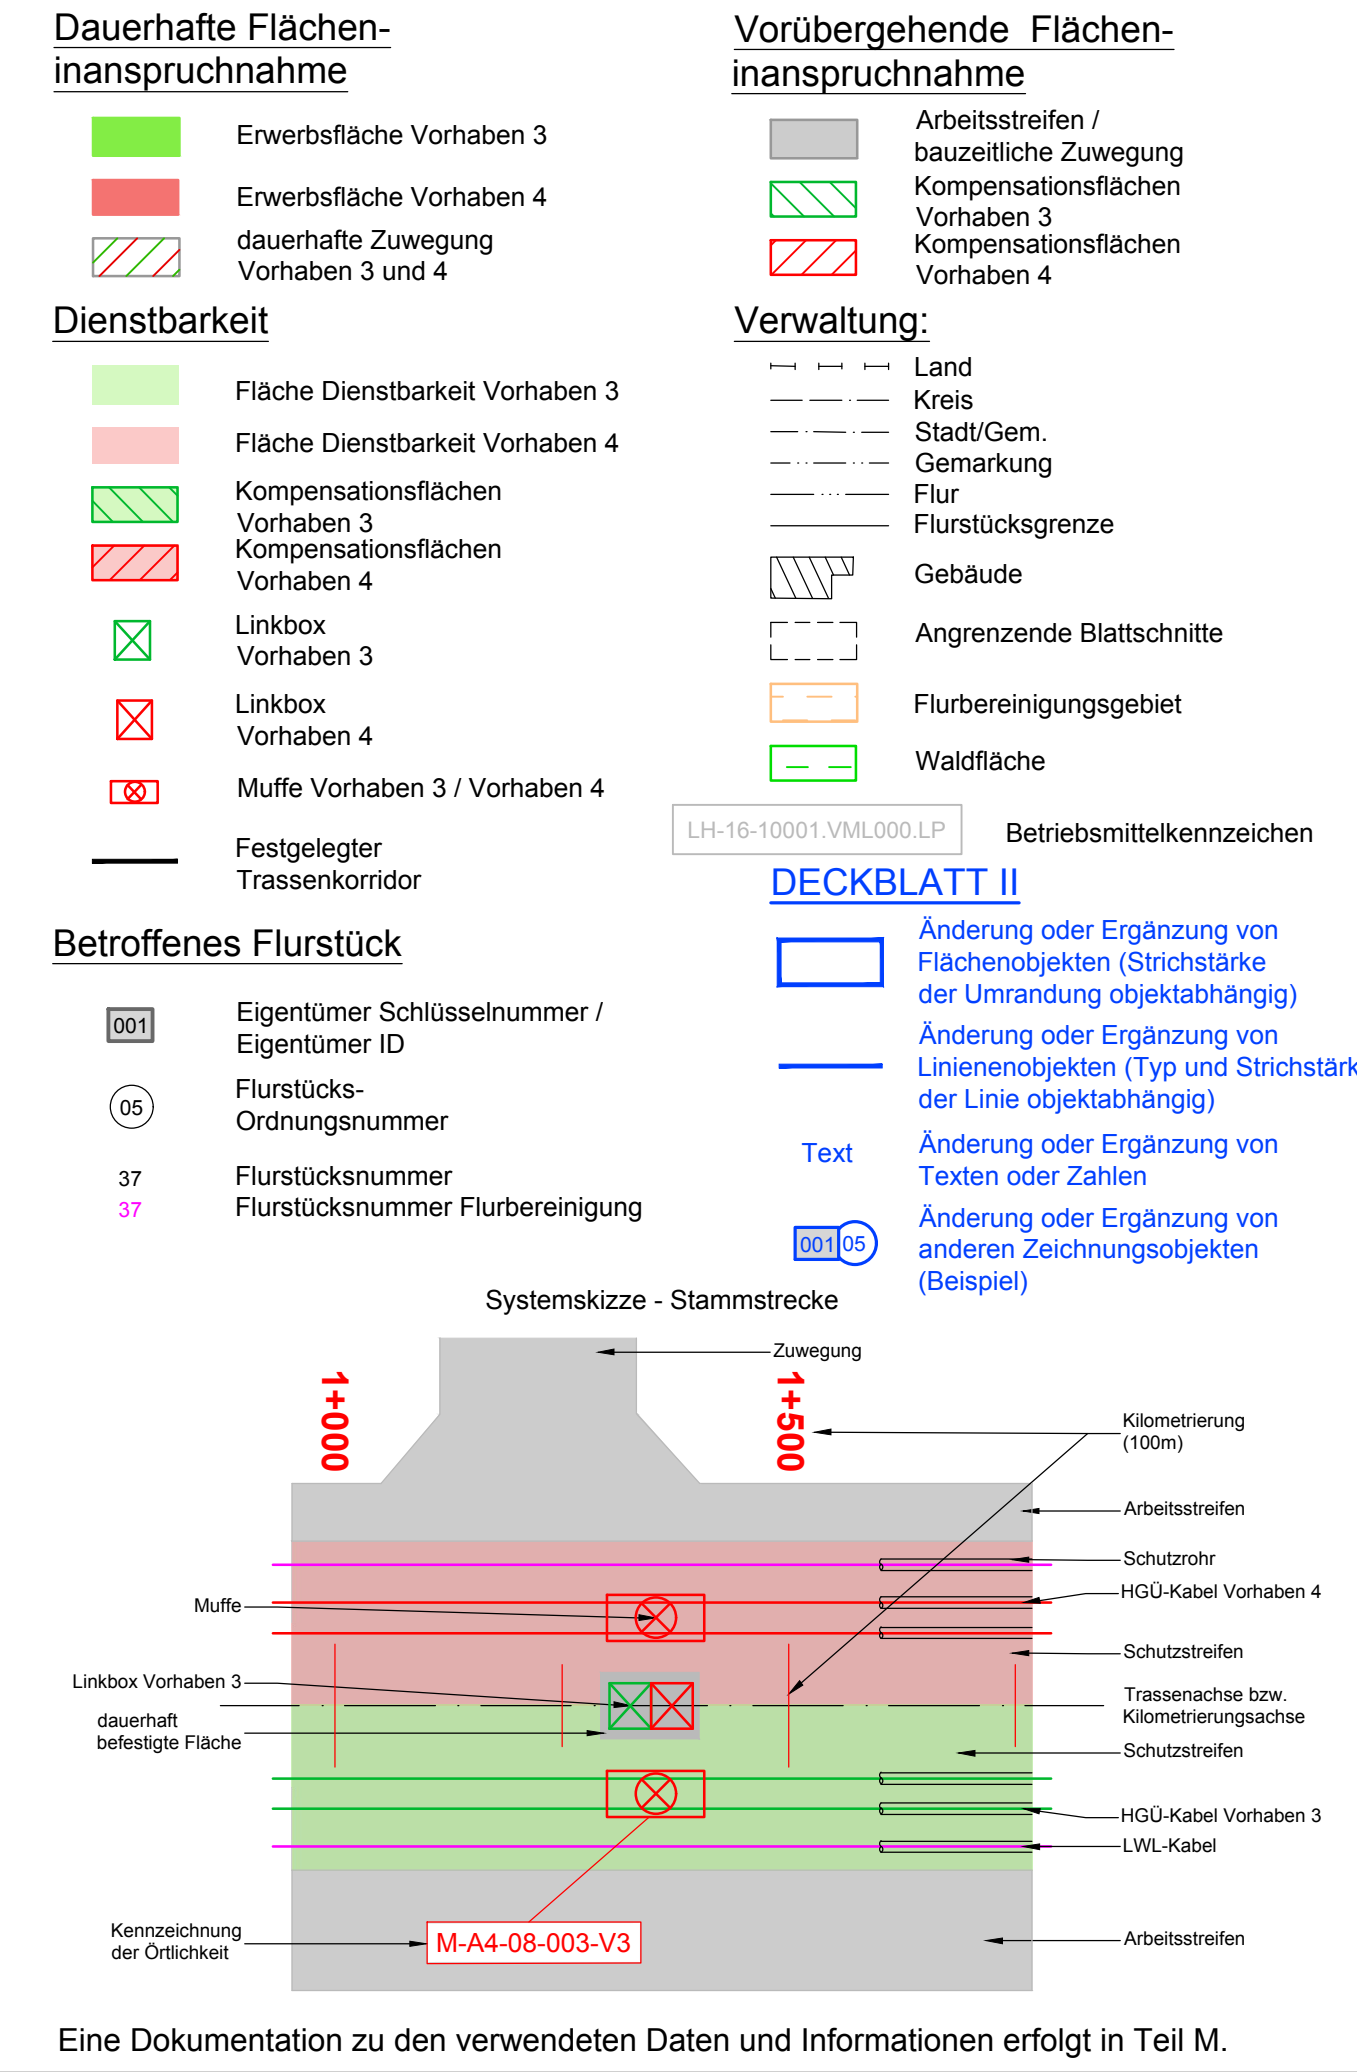 Dauerhafte Flächen-
inanspruchnahme
Erwerbsfläche Vorhaben 3
Erwerbsfläche Vorhaben 4
dauerhafte Zuwegung
Vorhaben 3 und 4
Dienstbarkeit
Fläche Dienstbarkeit Vorhaben 3
Fläche Dienstbarkeit Vorhaben 4
Kompensationsflächen
Vorhaben 3
Kompensationsflächen
Vorhaben 4
Linkbox
Vorhaben 3
Linkbox
Vorhaben 4
Muffe Vorhaben 3 / Vorhaben 4
Festgelegter
Trassenkorridor
Betroffenes Flurstück
001
Eigentümer Schlüsselnummer /
Eigentümer ID
05
Flurstücks-
Ordnungsnummer
37
Flurstücksnummer
37
Flurstücksnummer Flurbereinigung
Vorübergehende Flächen-
inanspruchnahme
Arbeitsstreifen /
bauzeitliche Zuwegung
Kompensationsflächen
Vorhaben 3
Kompensationsflächen
Vorhaben 4
Verwaltung:
Land
Kreis
Stadt/Gem.
Gemarkung
Flur
Flurstücksgrenze
Gebäude
Angrenzende Blattschnitte
Flurbereinigungsgebiet
Waldfläche
LH-16-10001.VML000.LP
Betriebsmittelkennzeichen
DECKBLATT II
Änderung oder Ergänzung von
Flächenobjekten (Strichstärke
der Umrandung objektabhängig)
Änderung oder Ergänzung von
Linienenobjekten (Typ und Strichstärk
der Linie objektabhängig)
Text
Änderung oder Ergänzung von
Texten oder Zahlen
001 05
Änderung oder Ergänzung von
anderen Zeichnungsobjekten
(Beispiel)
Systemskizze - Stammstrecke
Zuwegung
1+000
1+500
Kilometrierung
(100m)
Arbeitsstreifen
Schutzrohr
HGÜ-Kabel Vorhaben 4
Muffe
Schutzstreifen
Linkbox Vorhaben 3
Trassenachse bzw.
Kilometrierungsachse
dauerhaft
befestigte Fläche
Schutzstreifen
HGÜ-Kabel Vorhaben 3
LWL-Kabel
Kennzeichnung
der Örtlichkeit
M-A4-08-003-V3
Arbeitsstreifen
Eine Dokumentation zu den verwendeten Daten und Informationen erfolgt in Teil M.